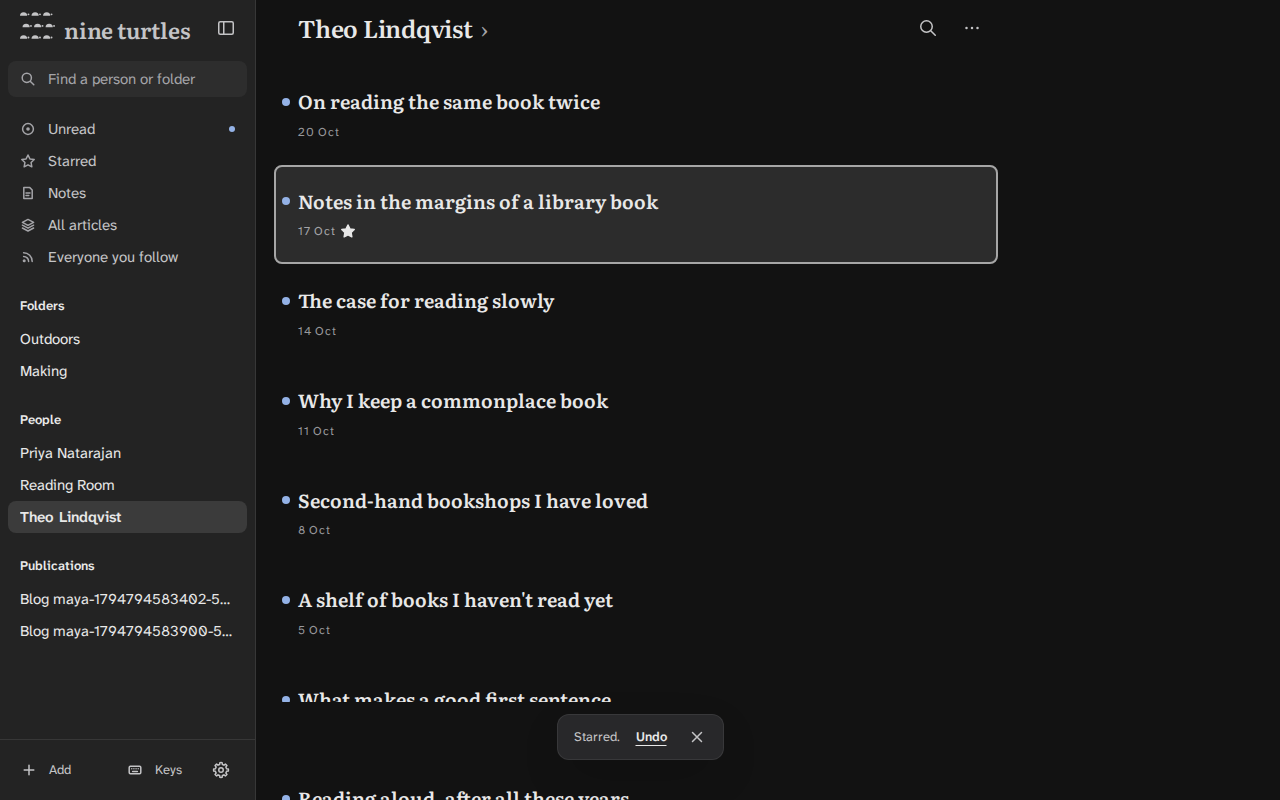 nine turtles
Find a person or folder
Unread
Starred
Notes
All articles
Everyone you follow
Folders
Outdoors
Making
People
Priya Natarajan
Reading Room
Theo Lindqvist
Publications
Blog maya-1794794583402-5...
Blog maya-1794794583900-5...
Add
Keys
Theo Lindqvist ›
On reading the same book twice
20 Oct
Notes in the margins of a library book
17 Oct
The case for reading slowly
14 Oct
Why I keep a commonplace book
11 Oct
Second-hand bookshops I have loved
8 Oct
A shelf of books I haven't read yet
5 Oct
What makes a good first sentence
Starred. Undo
Reading aloud, after all these years